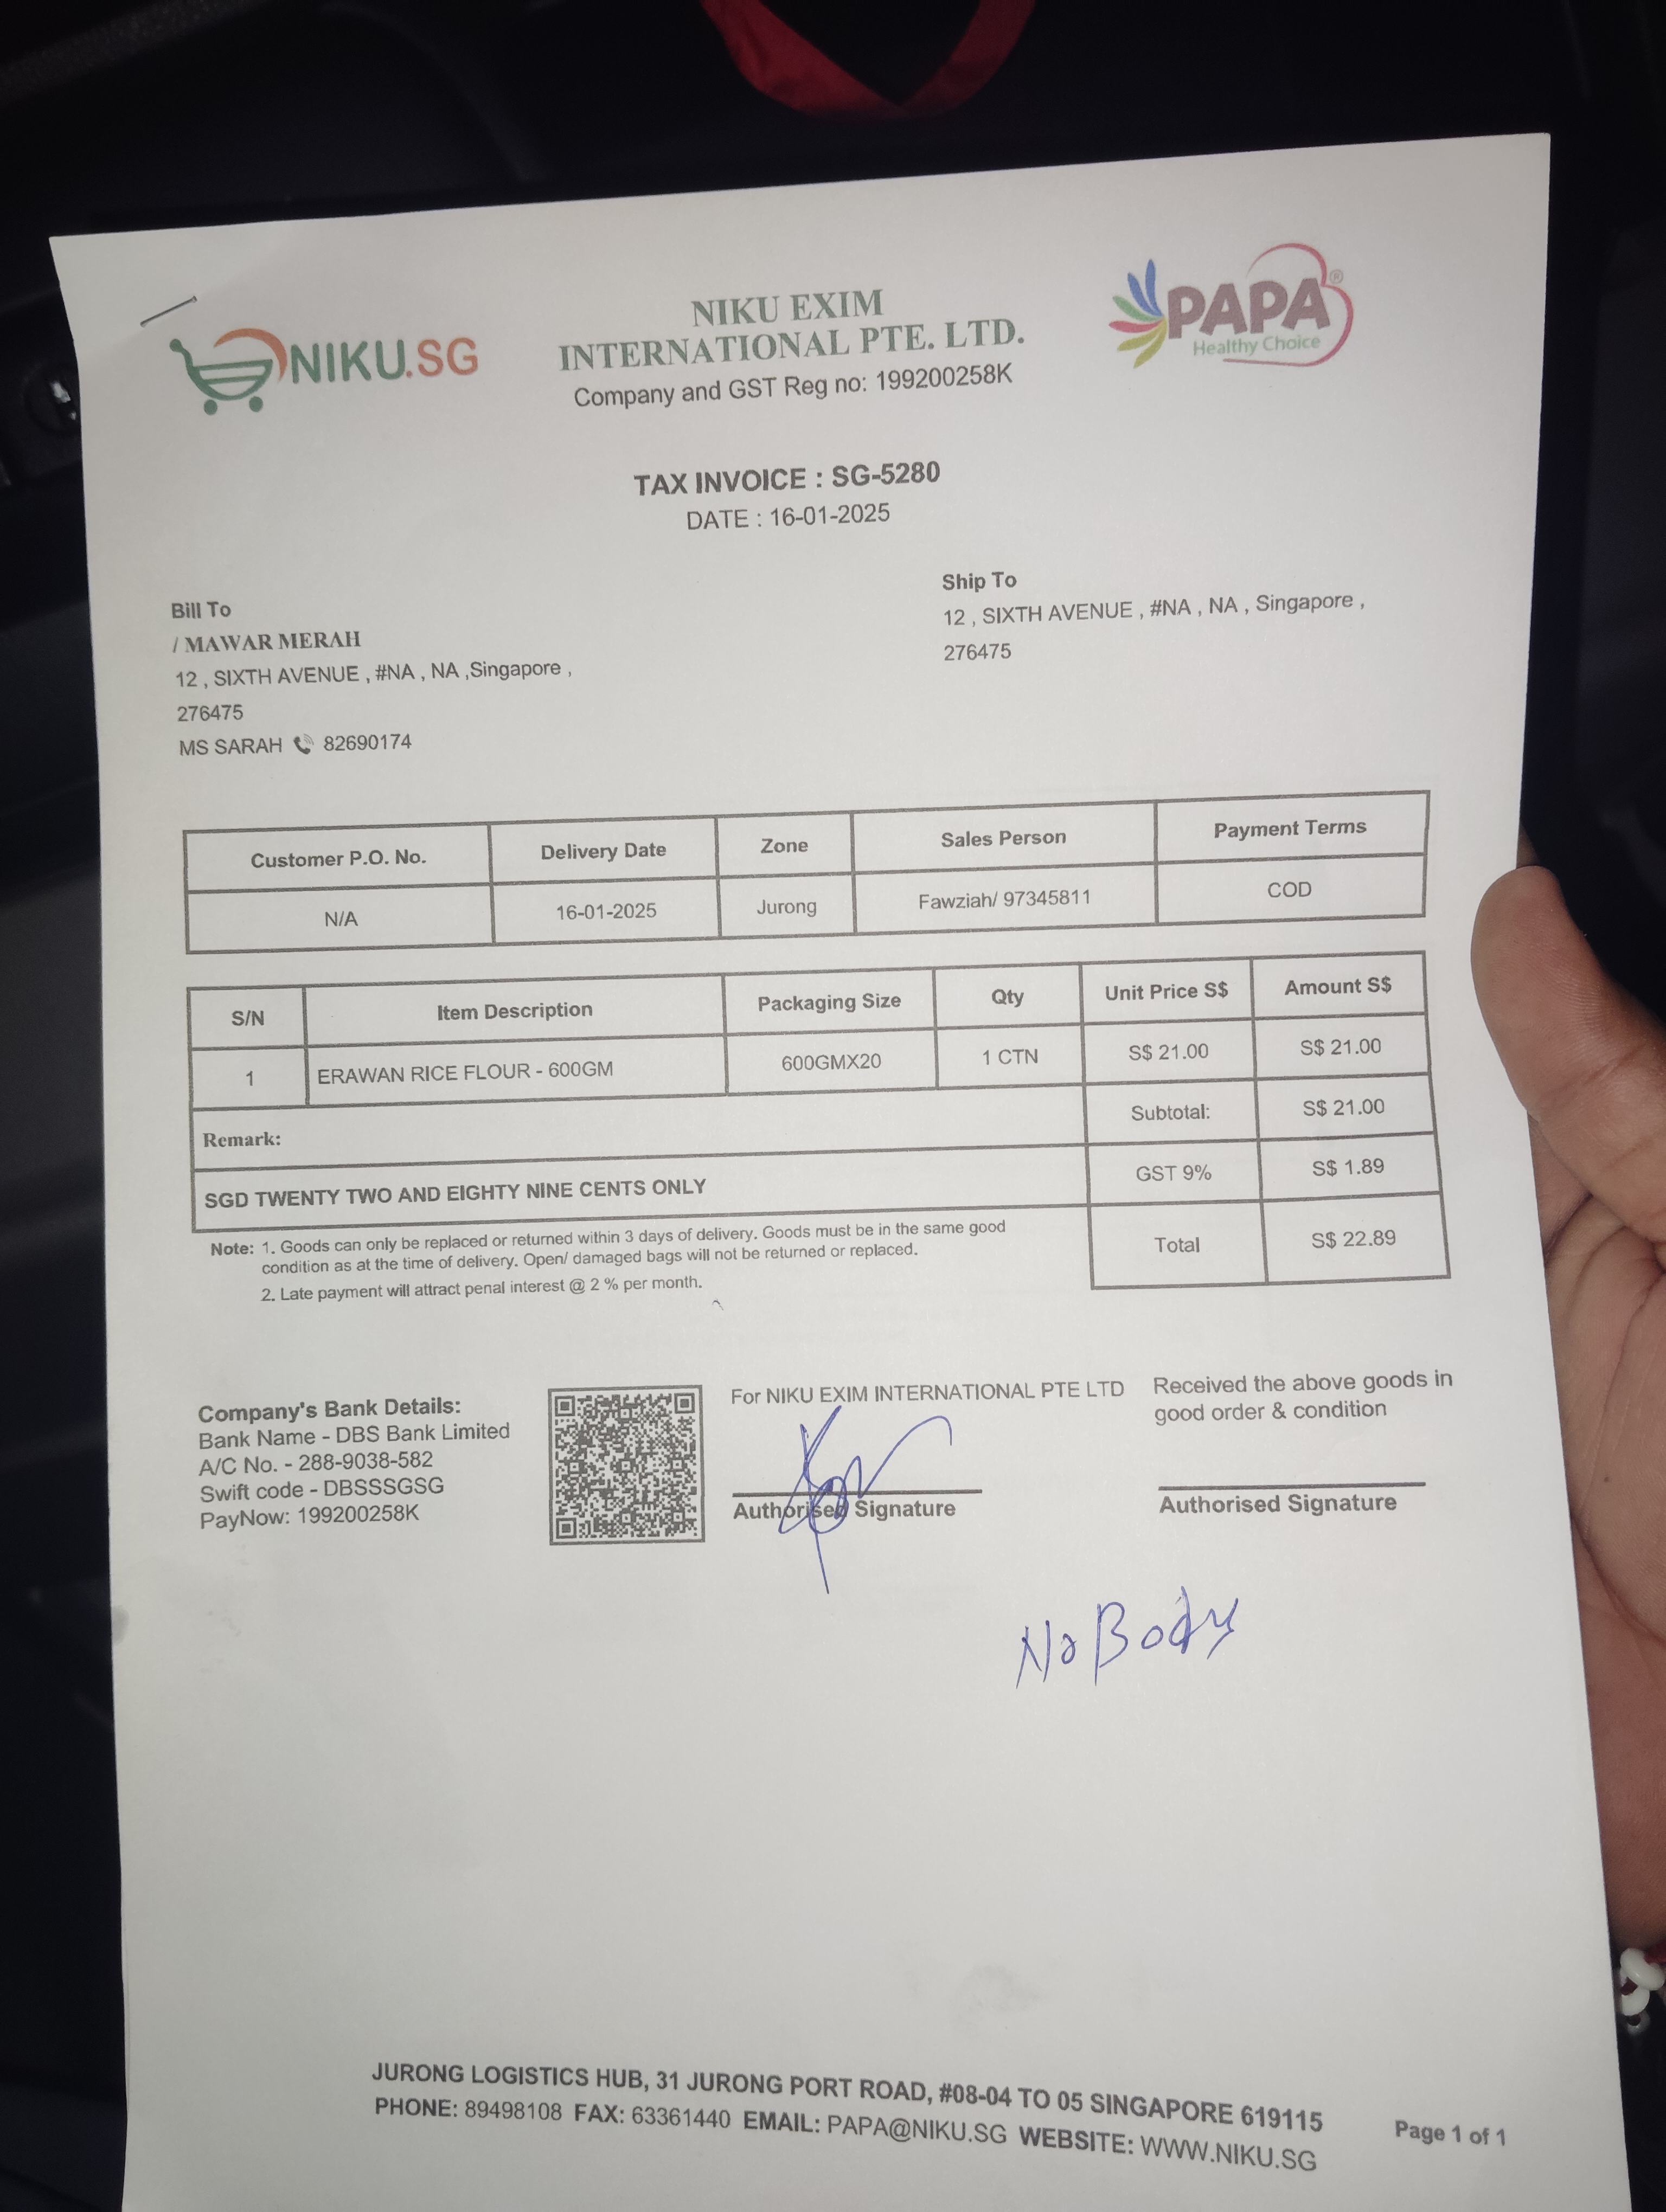 NIKU.SG
NIKU EXIM
INTERNATIONAL PTE. LTD.
Company and GST Reg no: 199200258K
PAPA®
Healthy Choice
TAX INVOICE : SG-5280
DATE : 16-01-2025
Bill To
/ MAWAR MERAH
12 , SIXTH AVENUE , #NA , NA ,Singapore ,
276475
MS SARAH 82690174
Ship To
12 , SIXTH AVENUE , #NA , NA , Singapore ,
276475
Customer P.O. No. Delivery Date Zone Sales Person Payment Terms
N/A 16-01-2025 Jurong Fawziah/ 97345811 COD
S/N Item Description Packaging Size Qty Unit Price S$ Amount S$
1 ERAWAN RICE FLOUR - 600GM 600GMX20 1 CTN S$ 21.00 S$ 21.00
Remark: Subtotal: S$ 21.00
SGD TWENTY TWO AND EIGHTY NINE CENTS ONLY GST 9% S$ 1.89
Total S$ 22.89
Note: 1. Goods can only be replaced or returned within 3 days of delivery. Goods must be in the same good
condition as at the time of delivery. Open/ damaged bags will not be returned or replaced.
2. Late payment will attract penal interest @ 2 % per month.
Company's Bank Details:
Bank Name - DBS Bank Limited
A/C No. - 288-9038-582
Swift code - DBSSSGSG
PayNow: 199200258K
For NIKU EXIM INTERNATIONAL PTE LTD
Authorised Signature
Received the above goods in
good order & condition
Authorised Signature
No Body
JURONG LOGISTICS HUB, 31 JURONG PORT ROAD, #08-04 TO 05 SINGAPORE 619115
PHONE: 89498108 FAX: 63361440 EMAIL: PAPA@NIKU.SG WEBSITE: WWW.NIKU.SG
Page 1 of 1